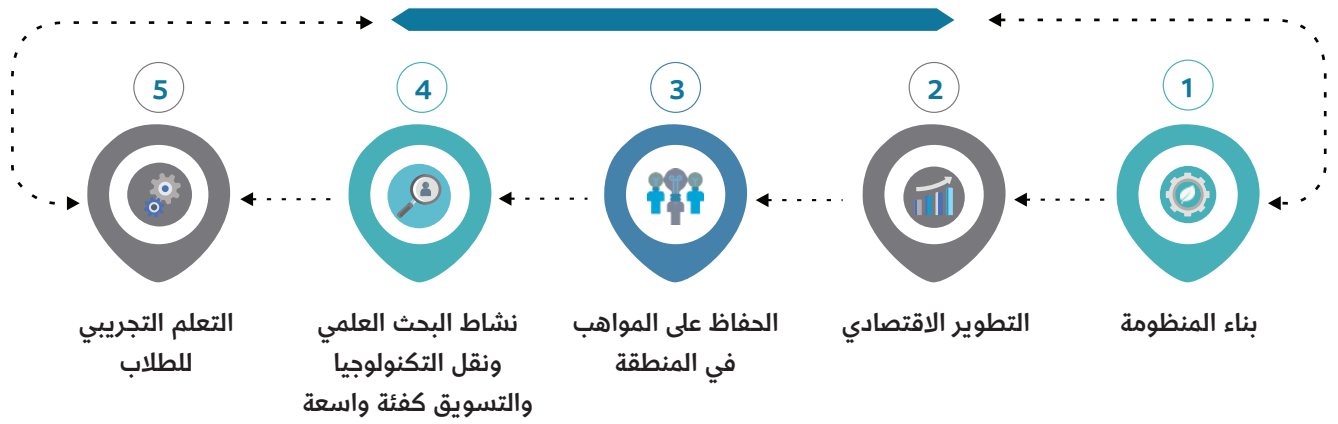 1
بناء المنظومة
2
التطوير الاقتصادي
3
الحفاظ على المواهب
في المنطقة
4
نشاط البحث العلمي
ونقل التكنولوجيا
والتسويق كفئة واسعة
5
التعلم التجريبي
للطلاب